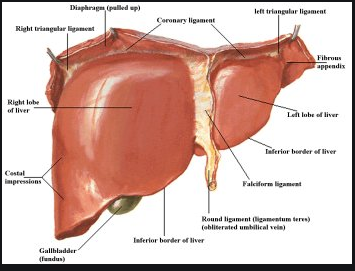 Diaphragm (pulled up)
Coronary ligament
left triangular ligament
Right triangular ligament
Fibrous
appendix
Right lobe
of liver
Left lobe of liver
Inferior border of liver
Costal
impressions
Falciform ligament
Round ligament (ligamentum teres)
(obliterated umbilical vein)
Inferior border of liver
Gallbladder
(fundus)